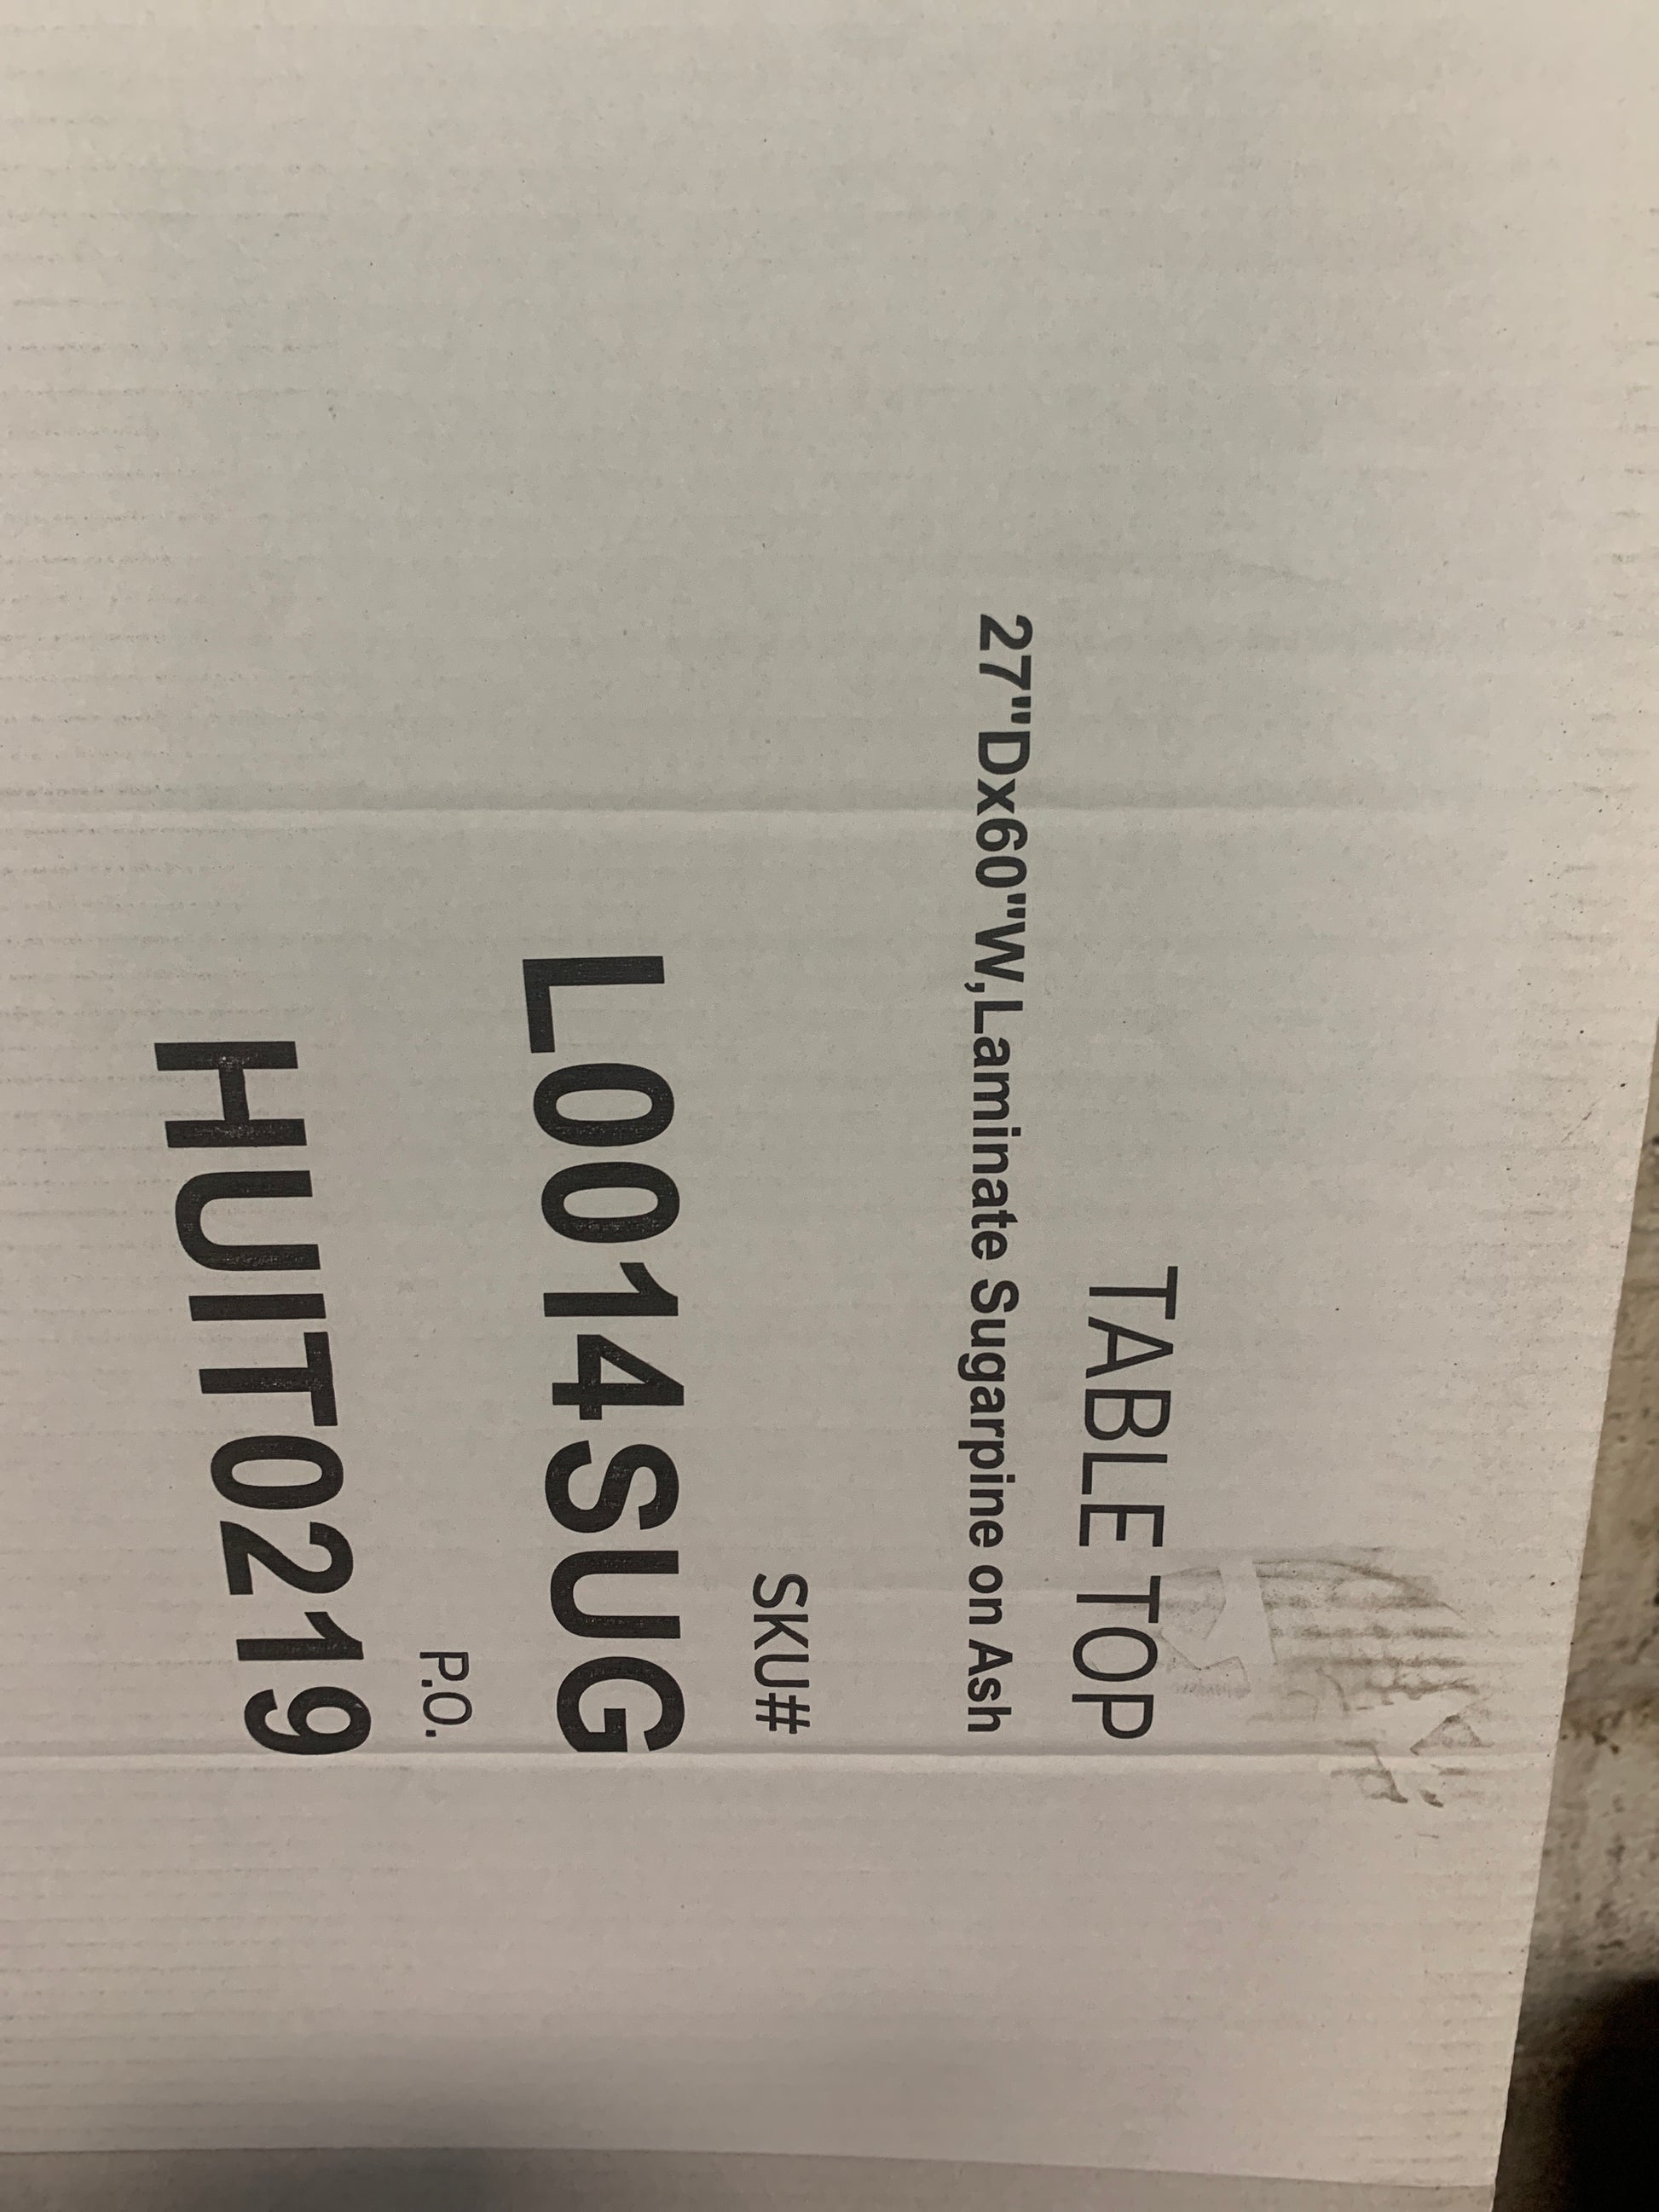 TABLE TOP
27"Dx60"W,Laminate Sugarpine on Ash
SKU#
L0014SUG
P.O.
HUIT0219